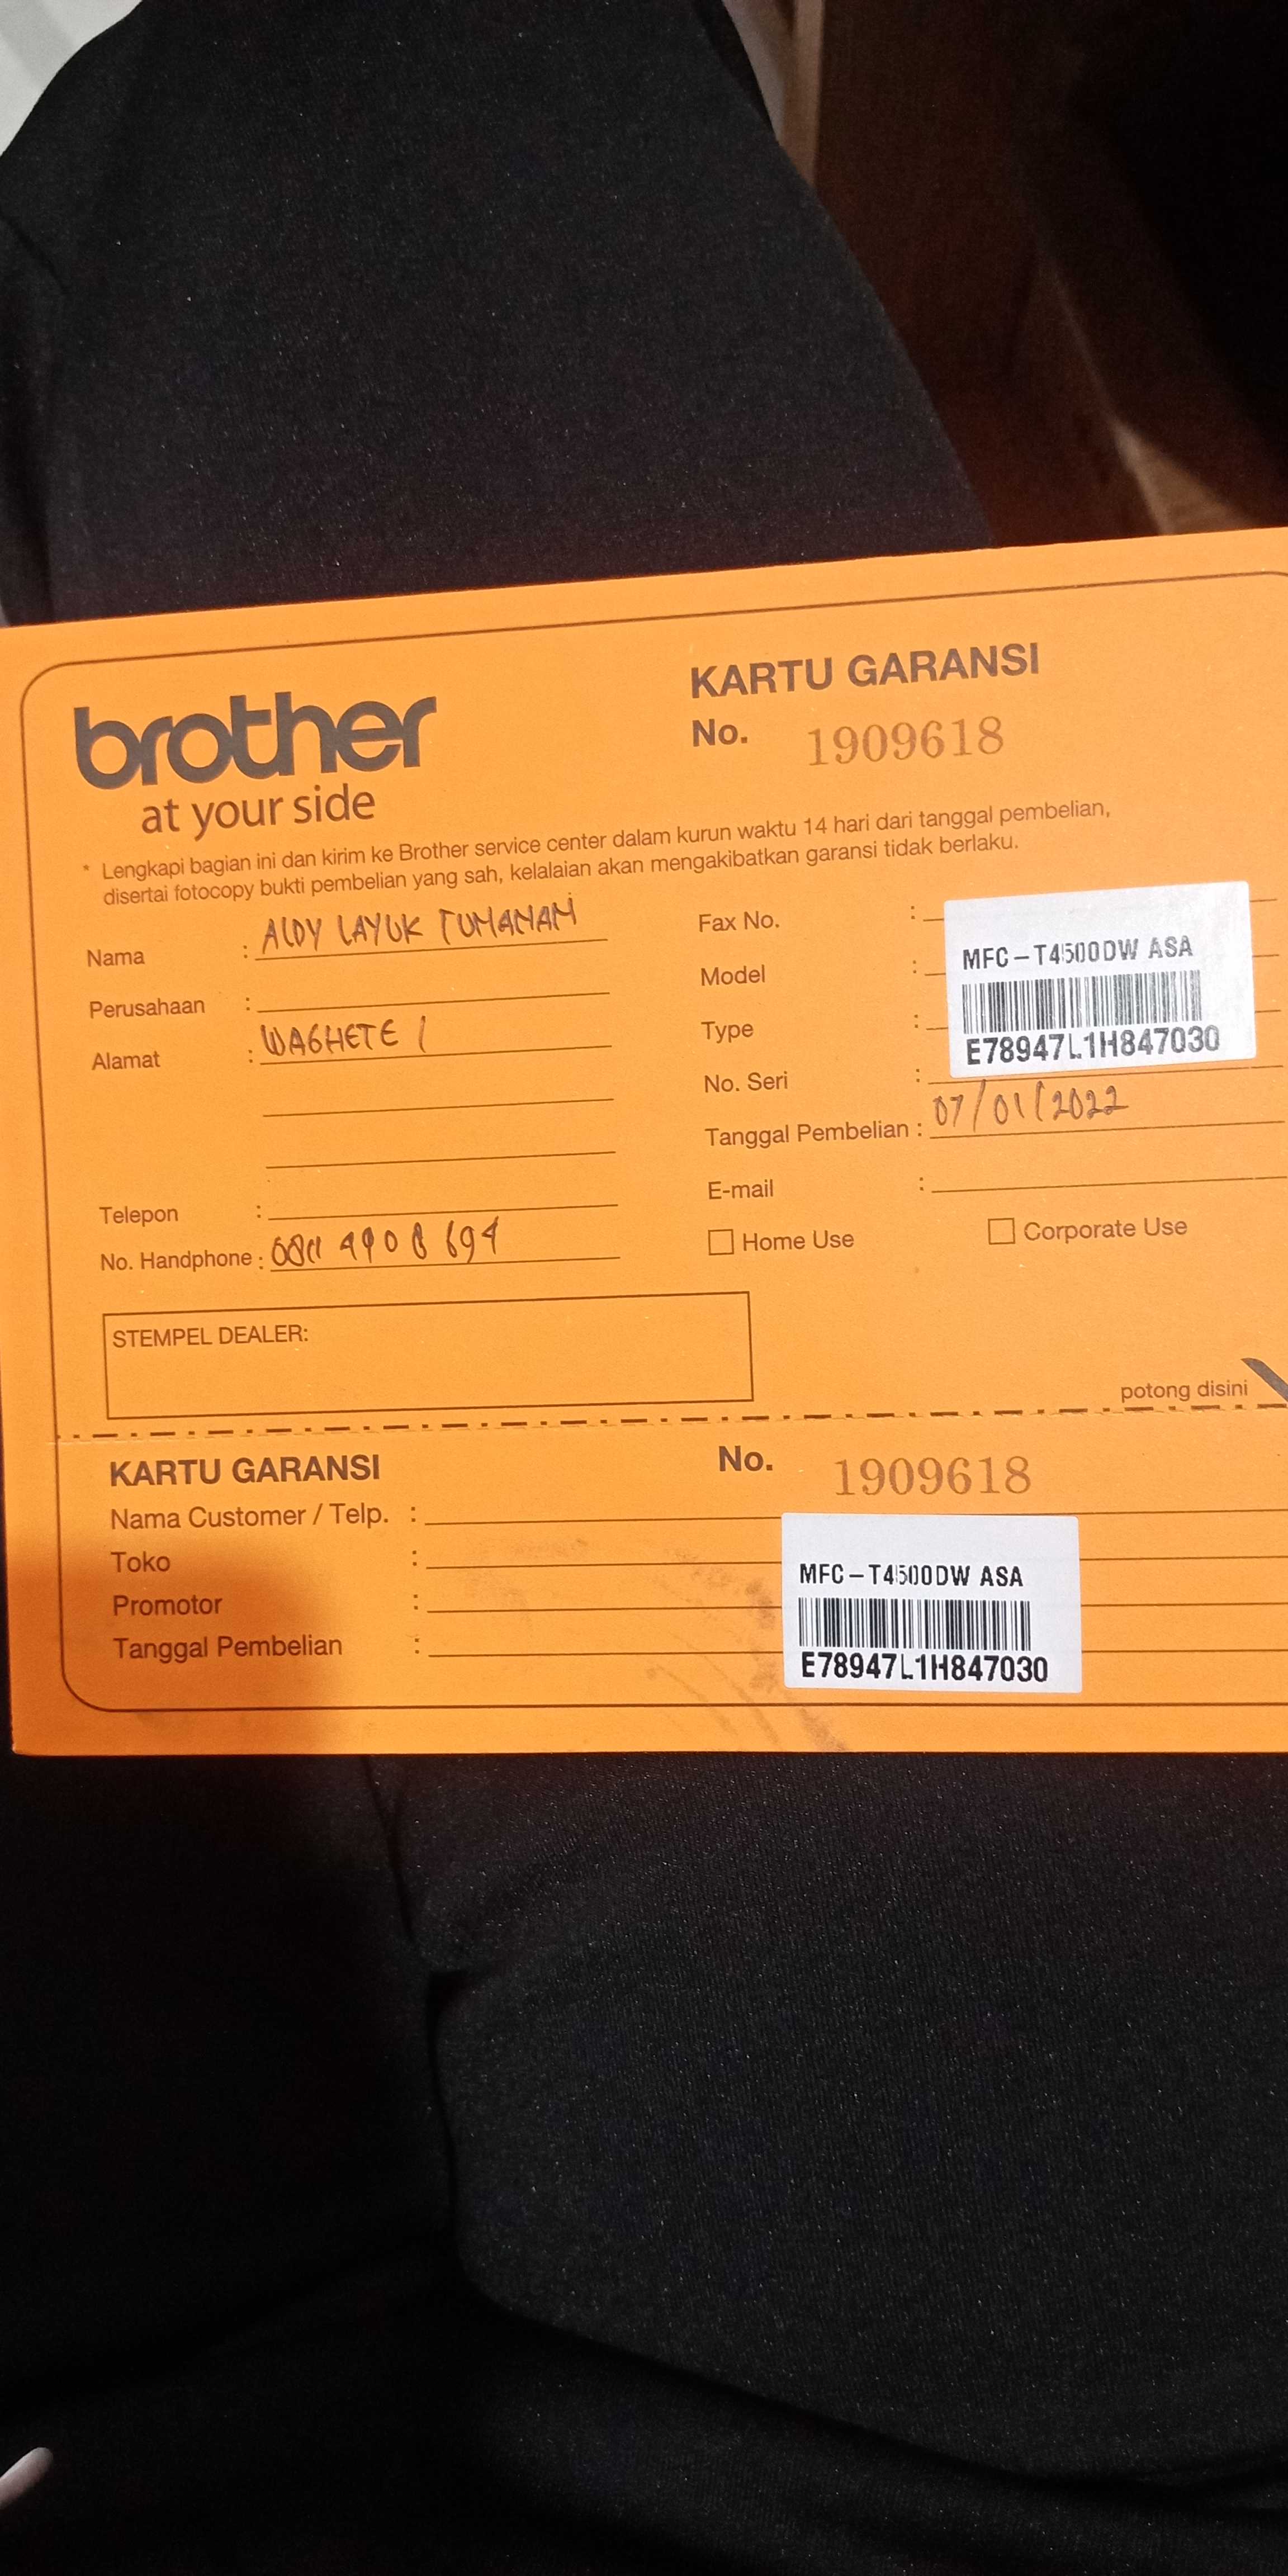 brother
at your side
KARTU GARANSI
No. 1909618
* Lengkapi bagian ini dan kirim ke Brother service center dalam kurun waktu 14 hari dari tanggal pembelian,
disertai fotocopy bukti pembelian yang sah, kelalaian akan mengakibatkan garansi tidak berlaku.
Nama : ALDY LAYUK TUMANAN
Perusahaan :
Alamat : WAGHETE 1
Telepon :
No. Handphone : 0811 4908 694
Fax No. :
Model :
Type :
No. Seri :
MFC-T4500DW ASA
E78947L1H847030
Tanggal Pembelian : 07/01/2022
E-mail :
Home Use
Corporate Use
STEMPEL DEALER:
potong disini
KARTU GARANSI
No. 1909618
Nama Customer / Telp. :
Toko :
Promotor :
Tanggal Pembelian :
MFC-T4500DW ASA
E78947L1H847030